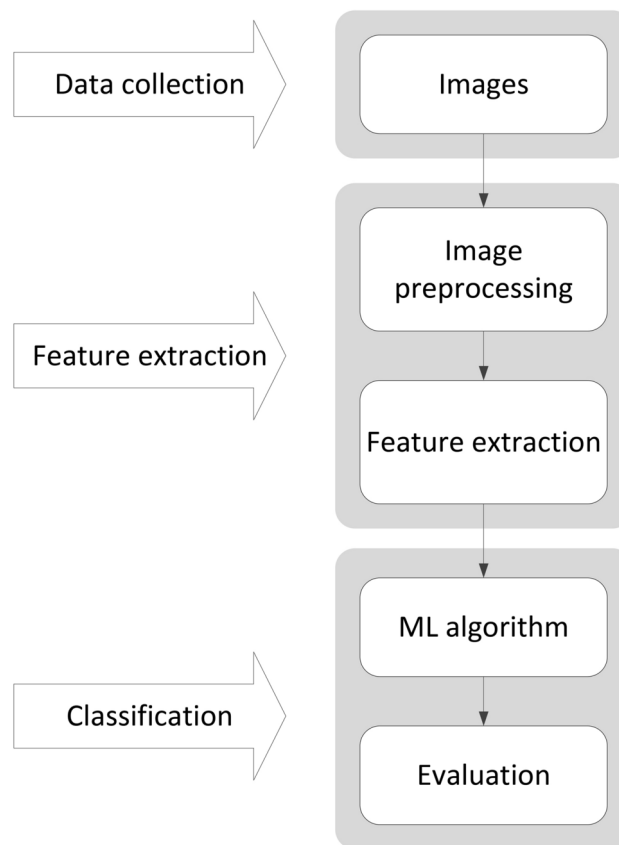 Data collection
Images
Image
preprocessing
Feature extraction
Feature extraction
ML algorithm
Classification
Evaluation